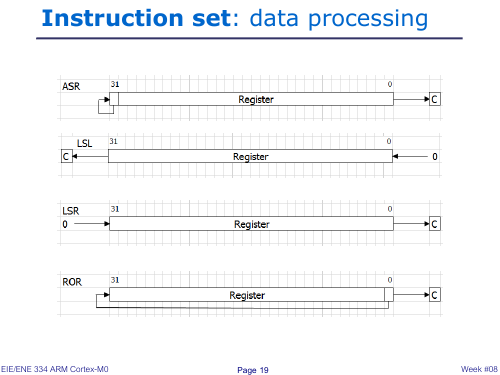 Instruction set: data processing
ASR
31 0
Register C
LSL
31 0
C Register 0
LSR
31 0
0 Register C
ROR
31 0
Register C
EIE/ENE 334 ARM Cortex-M0 Page 19 Week #08